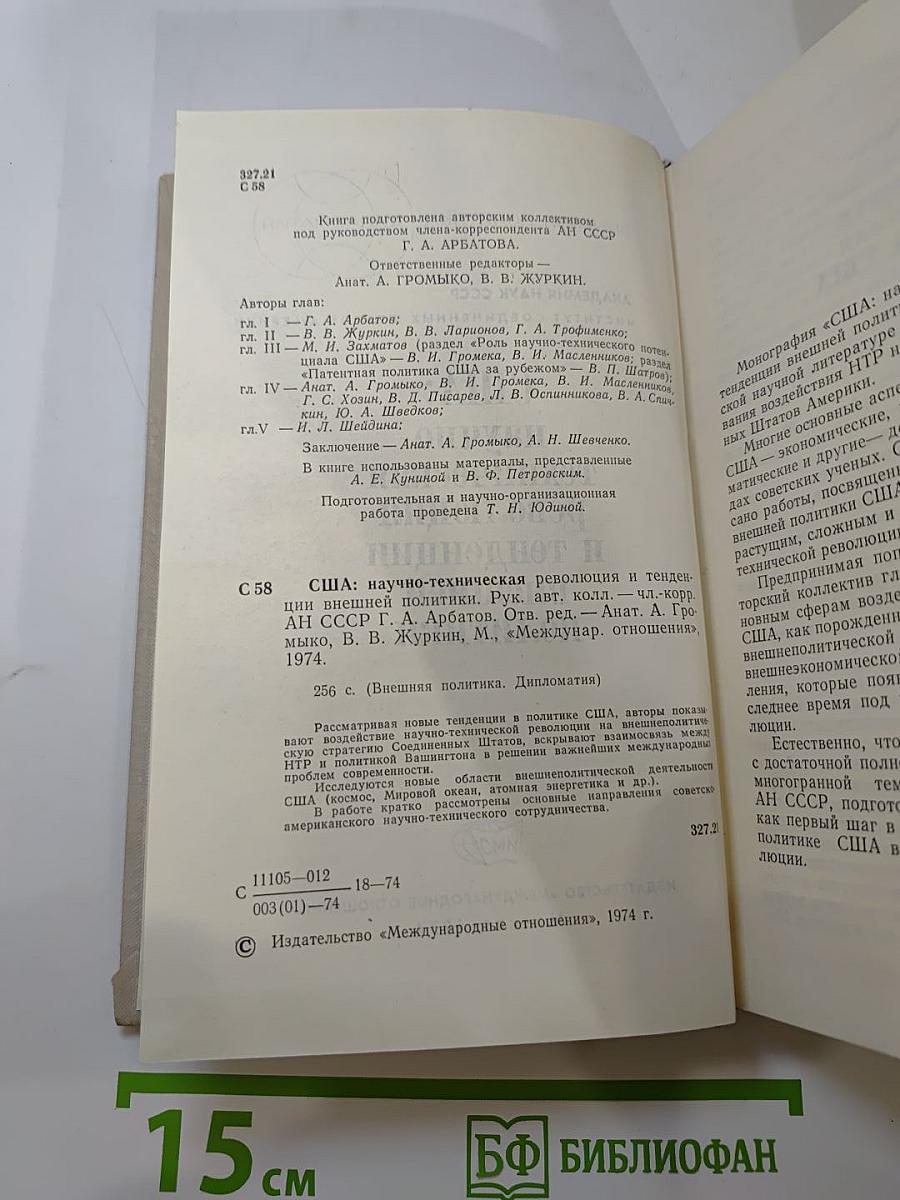 327.21
С 58
Книга подготовлена авторским коллективом
под руководством члена-корреспондента АН СССР
Г. А. АРБАТОВА.
Ответственные редакторы —
Анат. А. ГРОМЫКО, В. В. ЖУРКИН.
Авторы глав:
гл. I — Г. А. Арбатов;
гл. II — В. В. Журкин, В. В. Ларионов, Г. А. Трофименко;
гл. III — М. И. Захматов (раздел «Роль научно-технического потен-
циала США» — В. И. Громека, В. И. Масленников; раздел
«Патентная политика США за рубежом» — В. П. Шатров);
гл. IV — Анат. А. Громыко, В. И. Громека, В. И. Масленников,
Г. С. Хозин, В. Д. Писарев, Л. В. Оспинникова, В. А. Спич-
кин, Ю. А. Шведков;
гл. V — И. Л. Шейдина;
Заключение — Анат. А. Громыко, А. Н. Шевченко.
В книге использованы материалы, представленные
А. Е. Куниной и В. Ф. Петровским.
Подготовительная и научно-организационная
работа проведена Т. Н. Юдиной.
С 58 США: научно-техническая революция и тенден-
ции внешней политики. Рук. авт. колл. — чл.-корр.
АН СССР Г. А. Арбатов. Отв. ред. — Анат. А. Гро-
мыко, В. В. Журкин, М., «Междунар. отношения»,
1974.
256 с. (Внешняя политика. Дипломатия)
Рассматривая новые тенденции в политике США, авторы показы-
вают воздействие научно-технической революции на внешнеполитиче-
скую стратегию Соединенных Штатов, вскрывают взаимосвязь между
НТР и политикой Вашингтона в решении важнейших международных
проблем современности.
Исследуются новые области внешнеполитической деятельности
США (космос, Мировой океан, атомная энергетика и др.).
В работе кратко рассмотрены основные направления советско-
американского научно-технического сотрудничества.
327.21
С 11105—012
003(01)—74 18—74
© Издательство «Международные отношения», 1974 г.
Монография «США: на
тенденции внешней полит
ской научной литературе
вания воздействия НТР н
ных Штатов Америки.
Многие основные аспе
США — экономические,
матические и другие — д
дах советских ученых. С
сано работы, посвящен
внешней политики США
растущим, сложным и
технической революци
Предпринимая поп
торский коллектив гл
новным сферам возде
США, как порожден
внешнеполитической
внешнеэкономическо
ления, которые поя
следнее время под
люции.
Естественно, что
с достаточной полн
многогранной тем
АН СССР, подгото
как первый шаг в
политике США в
люции.
15 см
БФ БИБЛИОФАН